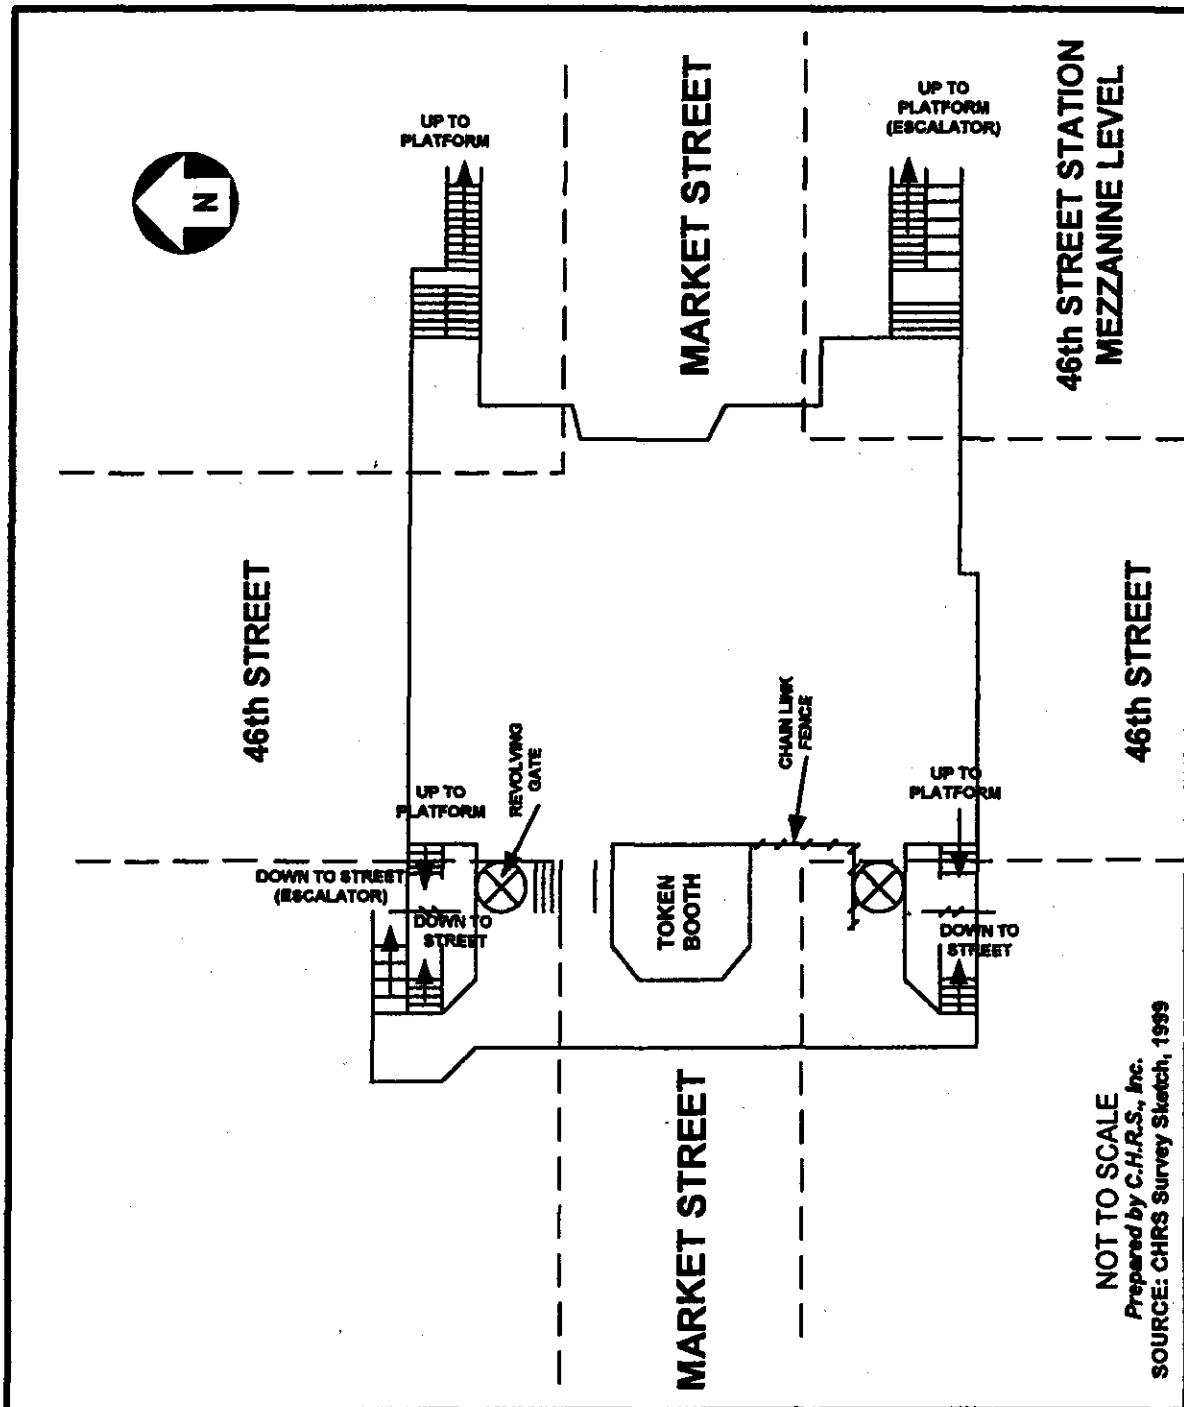 46th STREET STATION
MEZZANINE LEVEL
N
UP TO
PLATFORM
MARKET STREET
UP TO
PLATFORM
(ESCALATOR)
46th STREET
46th STREET
UP TO
PLATFORM
REVOLVING
GATE
CHAIN LINK
FENCE
UP TO
PLATFORM
DOWN TO STREET
(ESCALATOR)
DOWN TO
STREET
TOKEN
BOOTH
DOWN TO
STREET
MARKET STREET
NOT TO SCALE
Prepared by C.H.R.S., Inc.
SOURCE: CHRS Survey Sketch, 1999